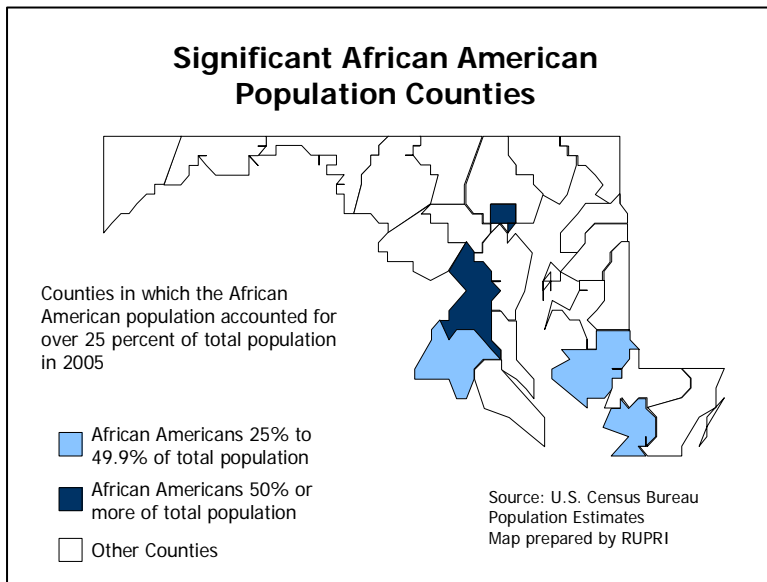 Significant African American
Population Counties
Counties in which the African
American population accounted for
over 25 percent of total population
in 2005
African Americans 25% to
49.9% of total population
African Americans 50% or
more of total population
Other Counties
Source: U.S. Census Bureau
Population Estimates
Map prepared by RUPRI